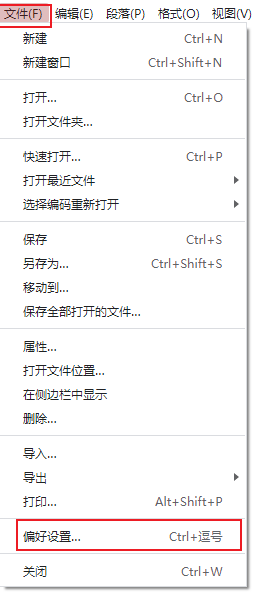 文件(F) 编辑(E) 段落(P) 格式(O) 视图(V)
新建 Ctrl+N
新建窗口 Ctrl+Shift+N
打开... Ctrl+O
打开文件夹...
快速打开... Ctrl+P
打开最近文件
选择编码重新打开
保存 Ctrl+S
另存为... Ctrl+Shift+S
移动到...
保存全部打开的文件...
属性...
打开文件位置...
在侧边栏中显示
删除...
导入...
导出
打印... Alt+Shift+P
偏好设置... Ctrl+逗号
关闭 Ctrl+W